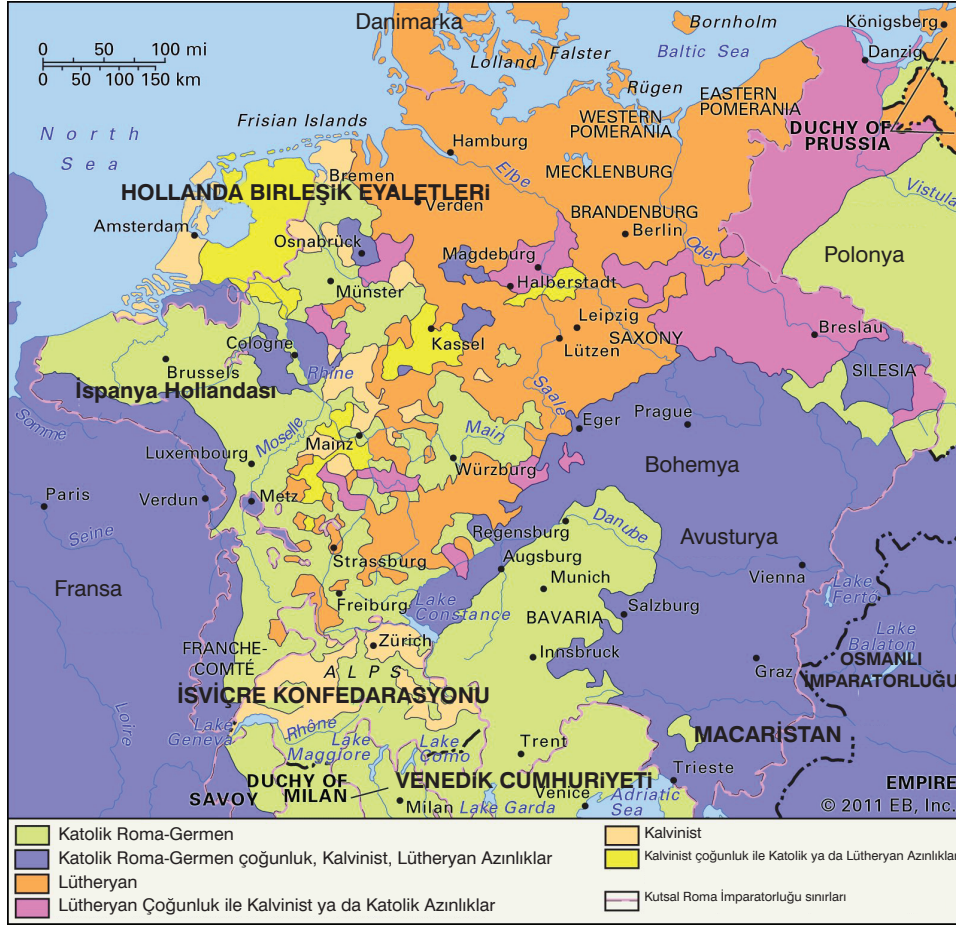 Danimarka
Bornholm
Königsberg
0 50 100 mi
0 50 100 150 km
Lolland
Falster
Baltic Sea
Danzig
Rügen
EASTERN
POMERANIA
North
Sea
Frisian Islands
WESTERN
POMERANIA
DUCHY OF
PRUSSIA
Hamburg
Elbe
MECKLENBURG
Bremen
HOLLANDA BIRLEŞiK EYALETLERi
Verden
Vistula
BRANDENBURG
Amsterdam
Berlin
Osnabrück
Magdeburg
Oder
Polonya
Halberstadt
Münster
Leipzig
Breslau
Cologne
Kassel
SAXONY
Lützen
Brussels
Rhine
SILESIA
İspanya Hollandası
Saale
Somme
Eger
Prague
Moselle
Main
Mainz
Luxembourg
Würzburg
Bohemya
Paris
Verdun
Metz
Seine
Regensburg
Danube
Avusturya
Strassburg
Augsburg
Vienna
Fransa
Munich
Lake
Fertő
Freiburg
Lake
Constance
BAVARIA
Salzburg
Lake
Balaton
Zürich
FRANCHE-
COMTÉ
ALPS
Innsbruck
Graz
OSMANLI
İMPARATORLUĞU
İSVİÇRE KONFEDARASYONU
Loire
Lake
Geneva
Rhône
Lake
Maggiore
Lake
Como
Trent
MACARİSTAN
Trieste
DUCHY OF
MILAN
VENEDİK CUMHURİYETi
SAVOY
Milan
Lake Garda
Venice
Adriatic
Sea
EMPIRE
© 2011 EB, Inc.
Katolik Roma-Germen
Kalvinist
Katolik Roma-Germen çoğunluk, Kalvinist, Lütheryan Azınlıklar
Kalvinist çoğunluk ile Katolik ya da Lütheryan Azınlıklar
Lütheryan
Lütheryan Çoğunluk ile Kalvinist ya da Katolik Azınlıklar
Kutsal Roma İmparatorluğu sınırları